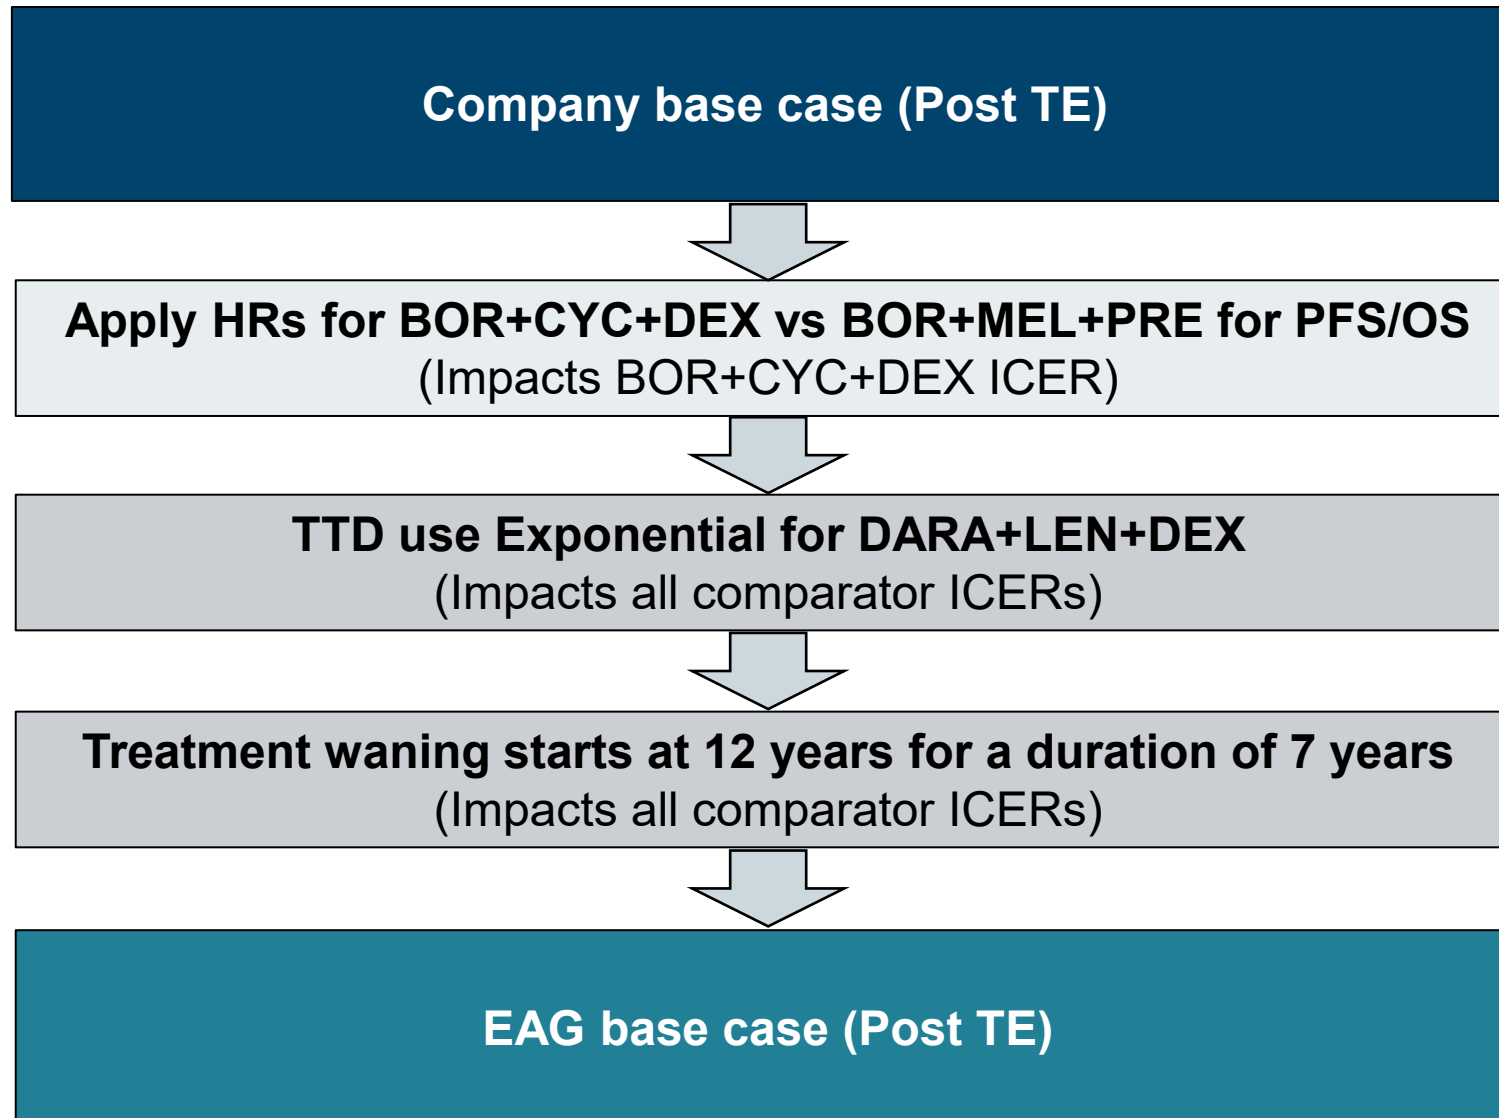 Company base case (Post TE)
Apply HRs for BOR+CYC+DEX vs BOR+MEL+PRE for PFS/OS
(Impacts BOR+CYC+DEX ICER)
TTD use Exponential for DARA+LEN+DEX
(Impacts all comparator ICERs)
Treatment waning starts at 12 years for a duration of 7 years
(Impacts all comparator ICERs)
EAG base case (Post TE)